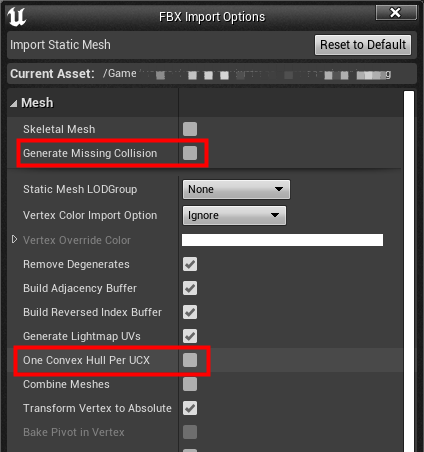 FBX Import Options
Import Static Mesh
Reset to Default
Current Asset: /Game
Mesh
Skeletal Mesh
Generate Missing Collision
Static Mesh LODGroup None
Vertex Color Import Option Ignore
Vertex Override Color
Remove Degenerates
Build Adjacency Buffer
Build Reversed Index Buffer
Generate Lightmap UVs
One Convex Hull Per UCX
Combine Meshes
Transform Vertex to Absolute
Bake Pivot in Vertex